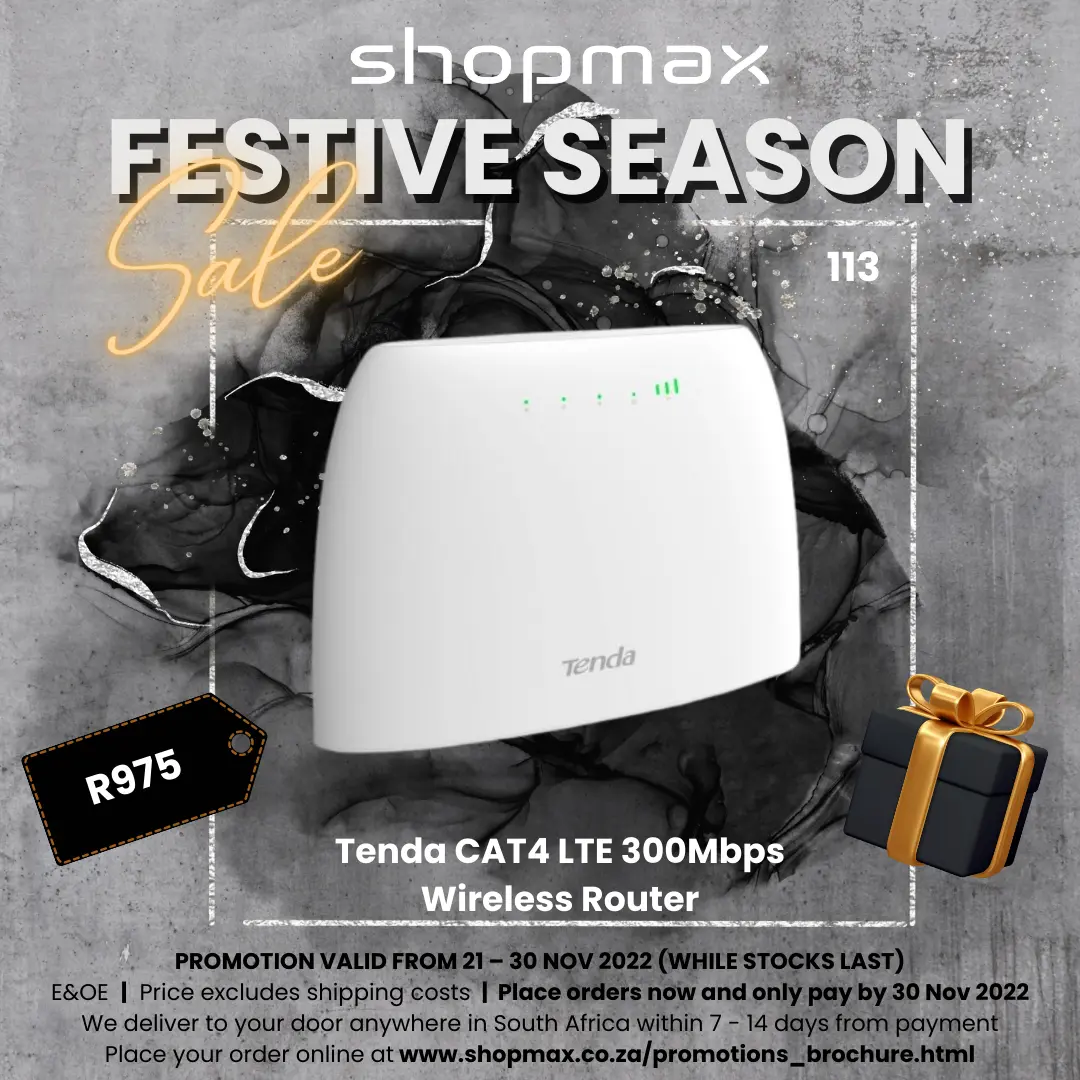 shopmax
FESTIVE SEASON
Sale
113
Tenda
R975
Tenda CAT4 LTE 300Mbps
Wireless Router
PROMOTION VALID FROM 21 – 30 NOV 2022 (WHILE STOCKS LAST)
E&OE | Price excludes shipping costs | Place orders now and only pay by 30 Nov 2022
We deliver to your door anywhere in South Africa within 7 - 14 days from payment
Place your order online at www.shopmax.co.za/promotions_brochure.html